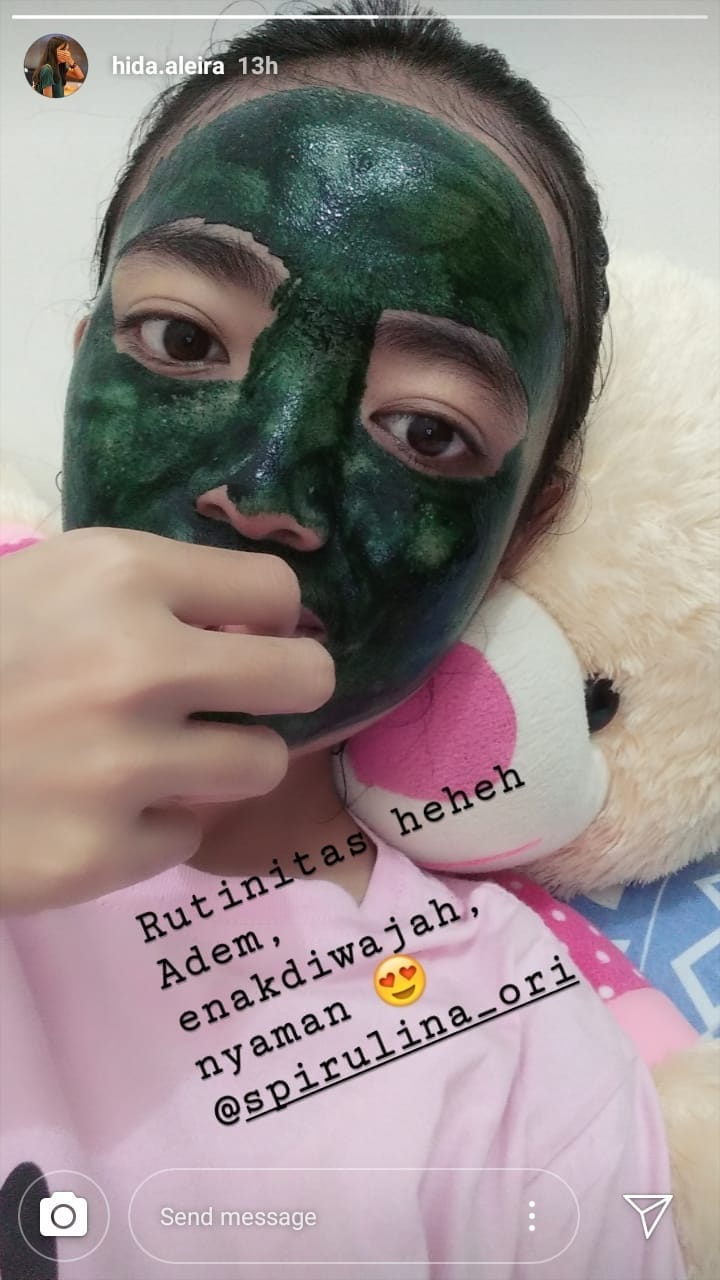 hida.aleira 13h
Rutinitas heheh
Adem,
enakdiwajah,
nyaman 😍
@spirulina_ori
Send message